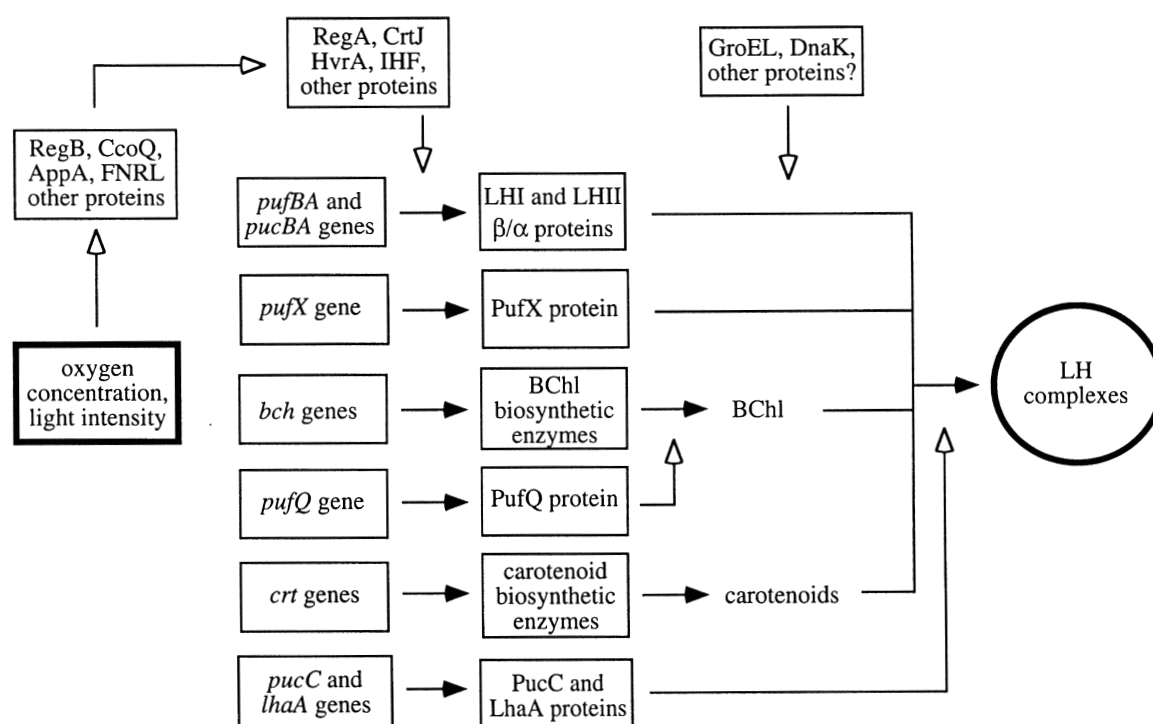 RegA, CrtJ
HvrA, IHF,
other proteins
GroEL, DnaK,
other proteins?
RegB, CcoQ,
AppA, FNRL
other proteins
pufBA and
pucBA genes
LHI and LHII
β/α proteins
pufX gene
PufX protein
oxygen
concentration,
light intensity
LH
complexes
bch genes
BChl
biosynthetic
enzymes
BChl
pufQ gene
PufQ protein
crt genes
carotenoid
biosynthetic
enzymes
carotenoids
pucC and
lhaA genes
PucC and
LhaA proteins